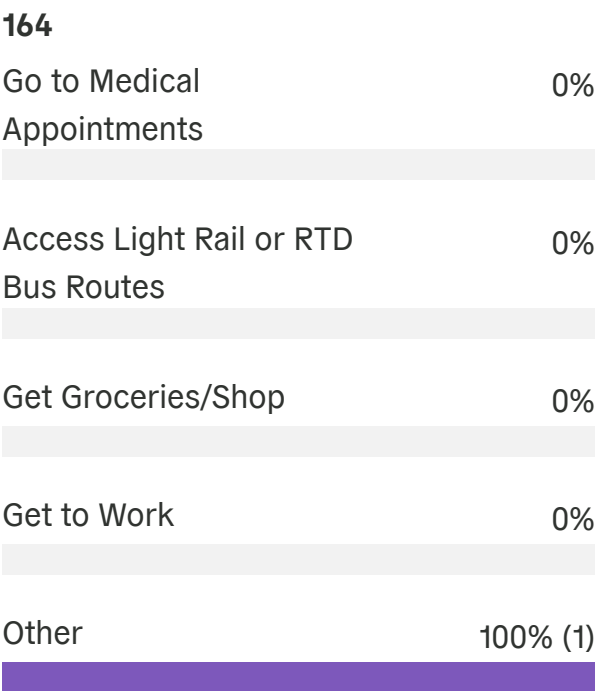 164
Go to Medical
Appointments
0%
Access Light Rail or RTD
Bus Routes
0%
Get Groceries/Shop
0%
Get to Work
0%
Other
100% (1)